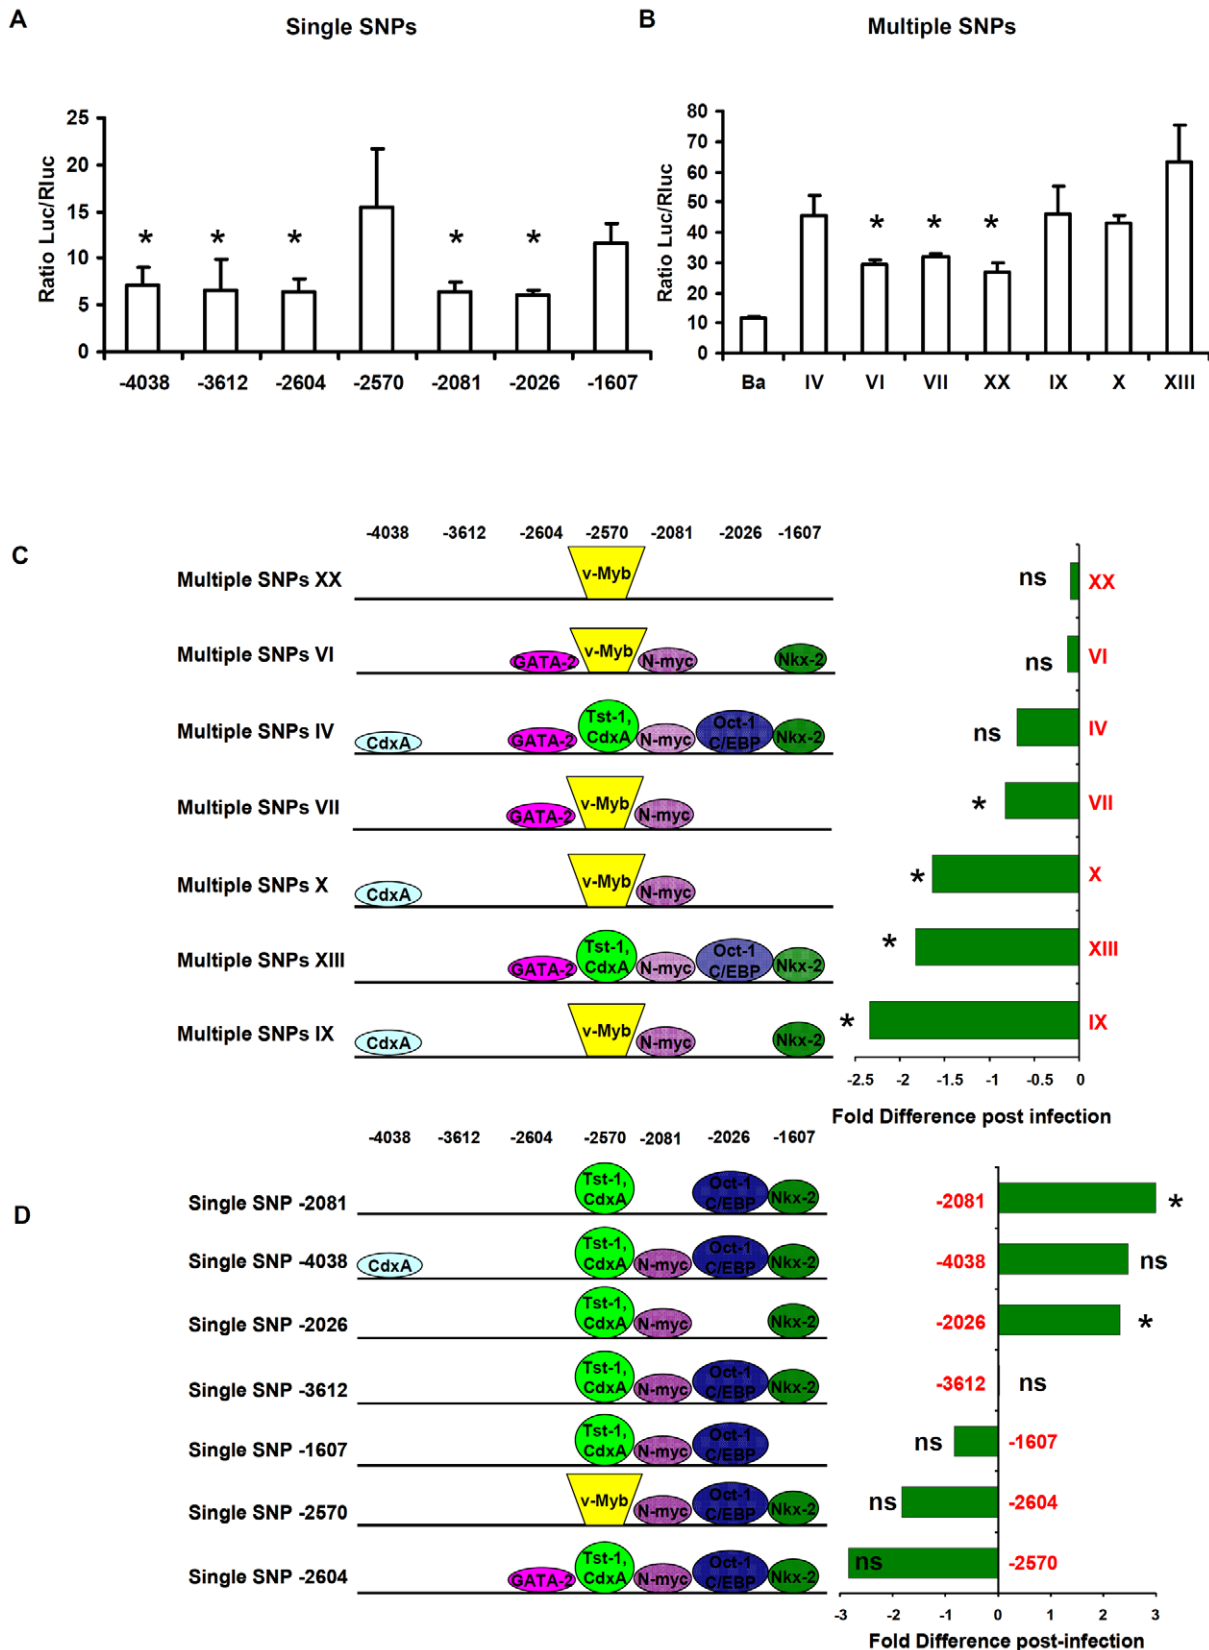 A
Single SNPs
B
Multiple SNPs
Ratio Luc/Rluc
25
20
15
10
5
0
* * * * *
-4038 -3612 -2604 -2570 -2081 -2026 -1607
Ratio Luc/Rluc
80
70
60
50
40
30
20
10
0
* * *
Ba IV VI VII XX IX X XIII
C
-4038 -3612 -2604 -2570 -2081 -2026 -1607
Multiple SNPs XX v-Myb ns XX
Multiple SNPs VI GATA-2 v-Myb N-myc Nkx-2 ns VI
Multiple SNPs IV CdxA GATA-2 Tst-1, CdxA N-myc Oct-1 C/EBP Nkx-2 ns IV
Multiple SNPs VII GATA-2 v-Myb N-myc * VII
Multiple SNPs X CdxA v-Myb N-myc * X
Multiple SNPs XIII GATA-2 Tst-1, CdxA N-myc Oct-1 C/EBP Nkx-2 * XIII
Multiple SNPs IX CdxA v-Myb N-myc Nkx-2 * IX
-2.5 -2 -1.5 -1 -0.5 0
Fold Difference post infection
D
-4038 -3612 -2604 -2570 -2081 -2026 -1607
Single SNP -2081 Tst-1, CdxA Oct-1 C/EBP Nkx-2 -2081 *
Single SNP -4038 CdxA Tst-1, CdxA N-myc Oct-1 C/EBP Nkx-2 -4038 ns
Single SNP -2026 Tst-1, CdxA N-myc Nkx-2 -2026 *
Single SNP -3612 Tst-1, CdxA N-myc Oct-1 C/EBP Nkx-2 -3612 ns
Single SNP -1607 Tst-1, CdxA N-myc Oct-1 C/EBP ns -1607
Single SNP -2570 v-Myb N-myc Oct-1 C/EBP Nkx-2 ns -2604
Single SNP -2604 GATA-2 Tst-1, CdxA N-myc Oct-1 C/EBP Nkx-2 ns -2570
-3 -2 -1 0 1 2 3
Fold Difference post-infection